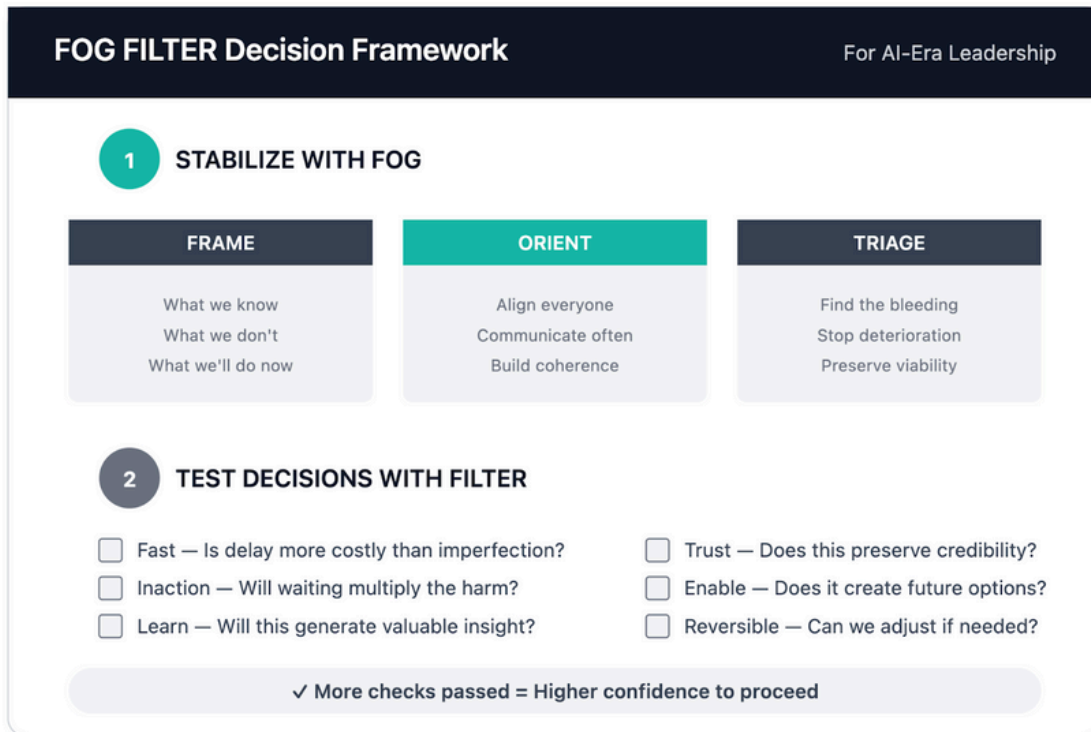 FOG FILTER Decision Framework
For AI-Era Leadership
1
STABILIZE WITH FOG
FRAME
What we know
What we don't
What we'll do now
ORIENT
Align everyone
Communicate often
Build coherence
TRIAGE
Find the bleeding
Stop deterioration
Preserve viability
2
TEST DECISIONS WITH FILTER
Fast — Is delay more costly than imperfection?
Inaction — Will waiting multiply the harm?
Learn — Will this generate valuable insight?
Trust — Does this preserve credibility?
Enable — Does it create future options?
Reversible — Can we adjust if needed?
✓ More checks passed = Higher confidence to proceed